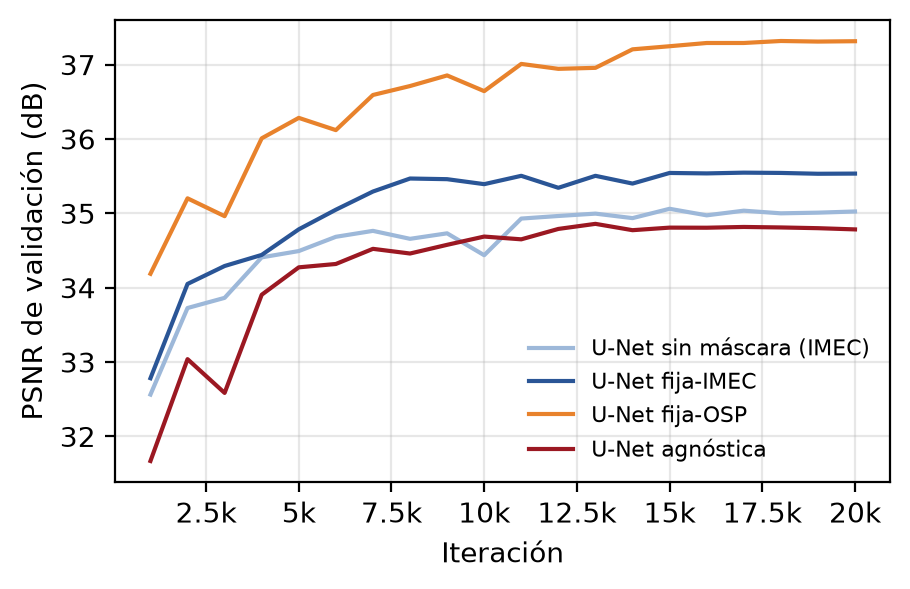 PSNR de validación (dB)
37
36
35
34
33
32
U-Net sin máscara (IMEC)
U-Net fija-IMEC
U-Net fija-OSP
U-Net agnóstica
2.5k 5k 7.5k 10k 12.5k 15k 17.5k 20k
Iteración